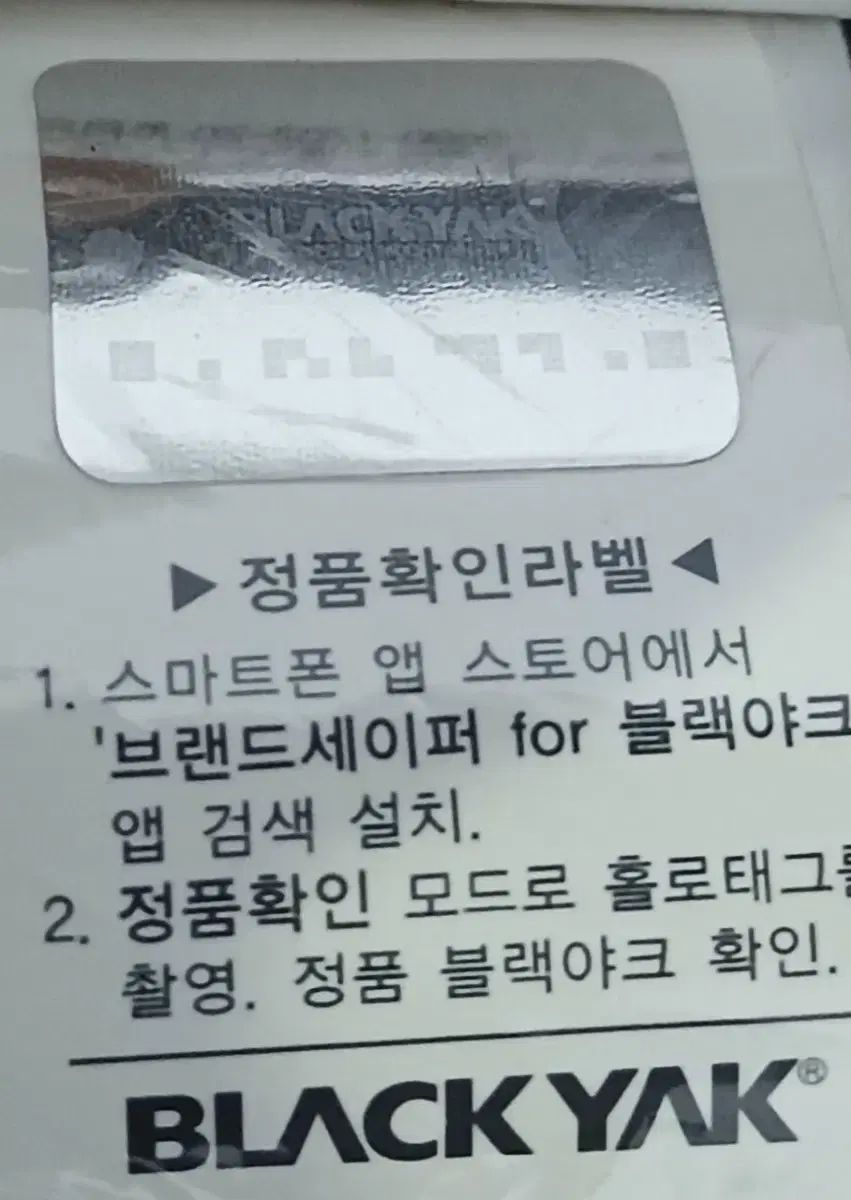 BLACKYAK
▶ 정품확인라벨 ◀
1. 스마트폰 앱 스토어에서
'브랜드세이퍼 for 블랙야크
앱 검색 설치.
2. 정품확인 모드로 홀로태그를
촬영. 정품 블랙야크 확인.
BLACKYAK®